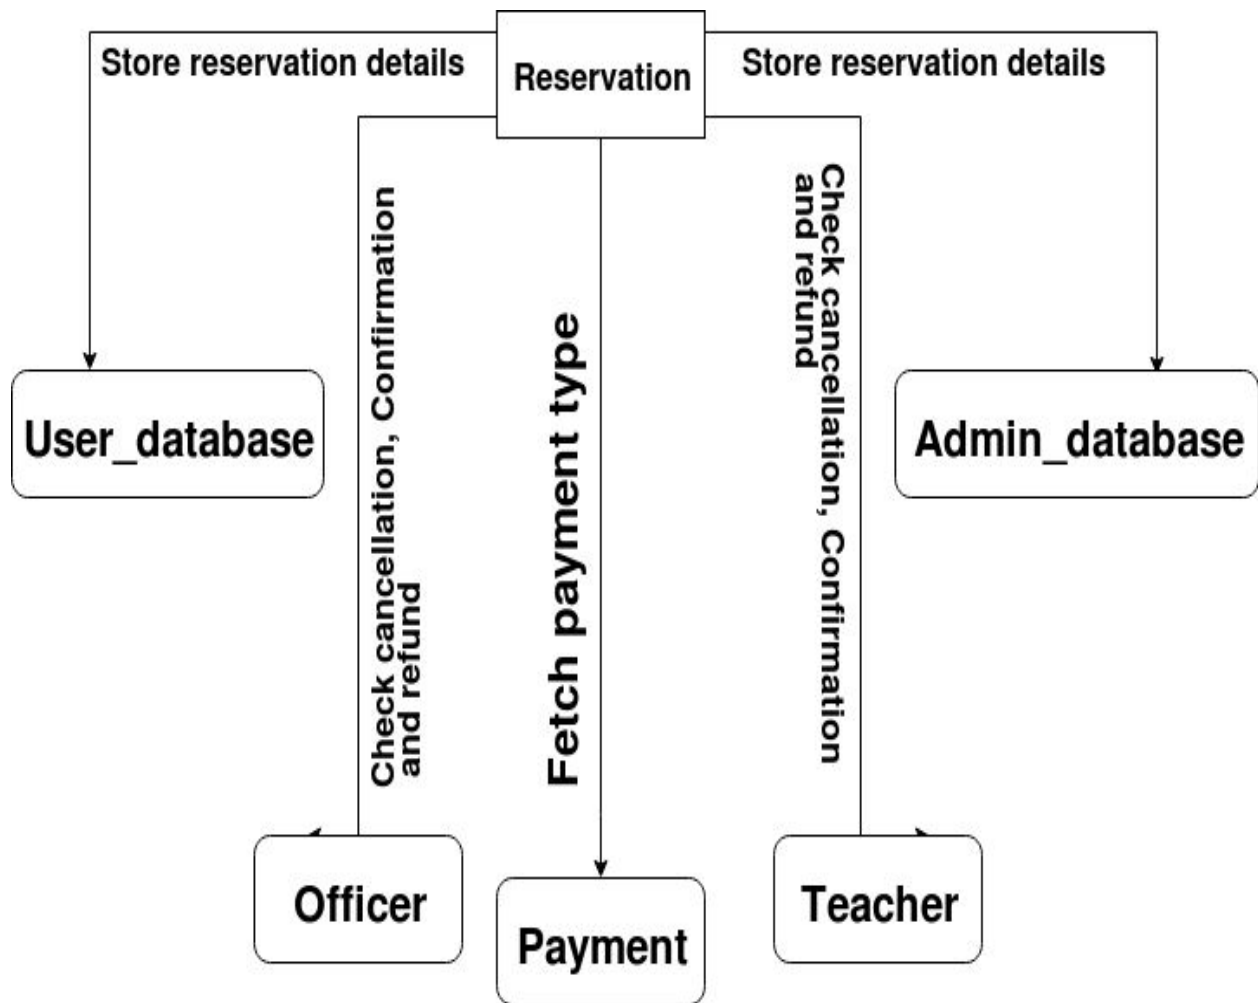 Store reservation details
Reservation
Store reservation details
Check cancellation, Confirmation
and refund
Fetch payment type
Check cancellation, Confirmation
and refund
User_database
Admin_database
Officer
Payment
Teacher